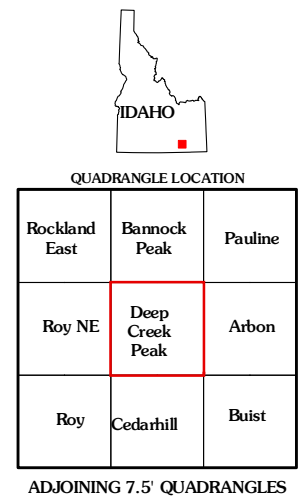 IDAHO
QUADRANGLE LOCATION
Rockland
East
Bannock
Peak
Pauline
Roy NE
Deep
Creek
Peak
Arbon
Roy
Cedarhill
Buist
ADJOINING 7.5' QUADRANGLES